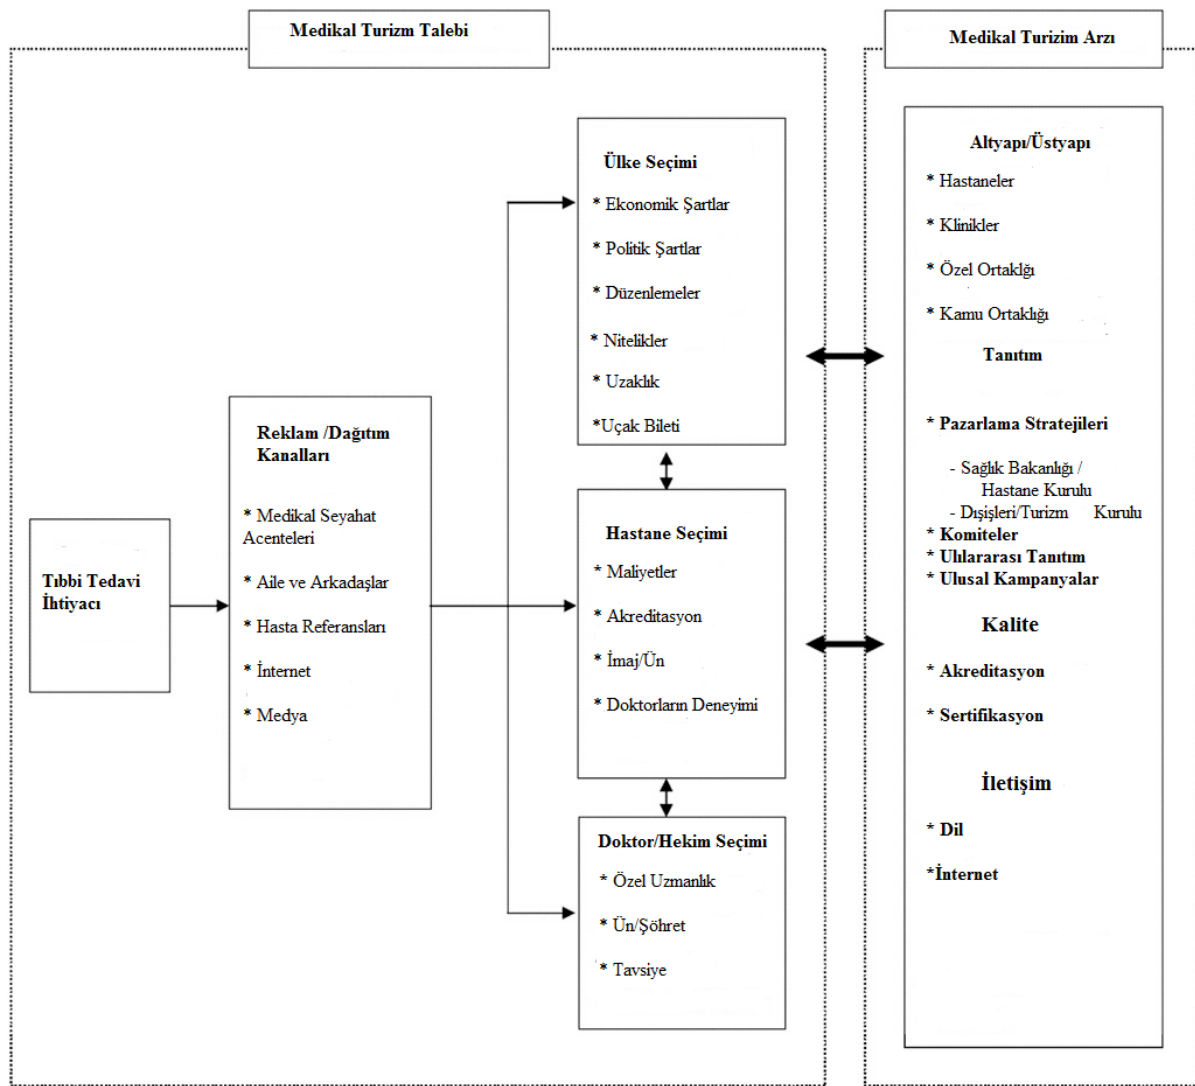 Medikal Turizm Talebi
Medikal Turizim Arzı
Tıbbi Tedavi
İhtiyacı
Reklam /Dağıtım
Kanalları
* Medikal Seyahat
Acenteleri
* Aile ve Arkadaşlar
* Hasta Referansları
* İnternet
* Medya
Ülke Seçimi
* Ekonomik Şartlar
* Politik Şartlar
* Düzenlemeler
* Nitelikler
* Uzaklık
*Uçak Bileti
Hastane Seçimi
* Maliyetler
* Akreditasyon
* İmaj/Ün
* Doktorların Deneyimi
Doktor/Hekim Seçimi
* Özel Uzmanlık
* Ün/Şöhret
* Tavsiye
Altyapı/Üstyapı
* Hastaneler
* Klinikler
* Özel Ortaklğı
* Kamu Ortaklığı
Tanıtım
* Pazarlama Stratejileri
- Sağlık Bakanlığı /
Hastane Kurulu
- Dışişleri/Turizm Kurulu
* Komiteler
* Ulılararası Tanıtım
* Ulusal Kampanyalar
Kalite
* Akreditasyon
* Sertifikasyon
İletişim
* Dil
*İnternet